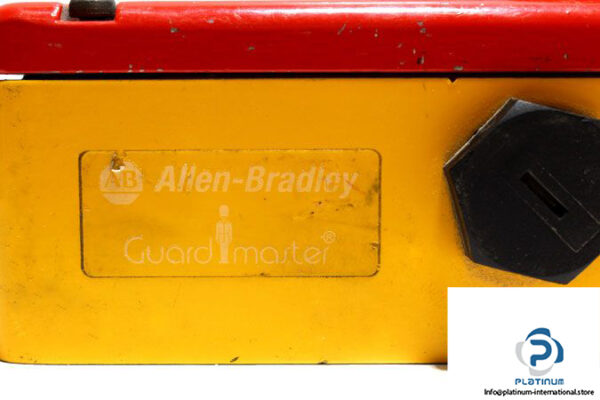 AB Allen-Bradley
Guardmaster®
PLATINUM
info@platinum-international.store